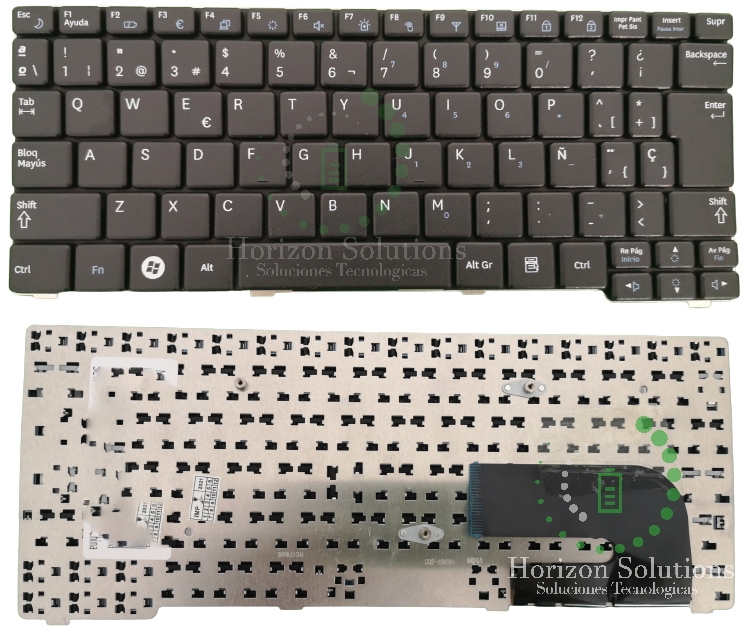 Esc F1 F2 F3 F4 F5 F6 F7 F8 F9 F10 F11 F12 Impr Pant Insert Supr
Ayuda Pet Sis Pausa Inter
ª ! " · $ % & / ( ) = ? ¿ Backspace
º \ 1 | 2 @ 3 # 4 5 6 ¬ 7 7 8 8 9 9 0 / ' ¡
Tab Q W E R T Y U I O P ^ * Enter
€ 4 5 6 * ` [ + ]
Bloq A S D F G H J K L Ñ ¨ Ç
Mayús 1 2 3 - ´ { }
Shift Z X C V B N M ; : _ > Shift
0 , . - + <
Ctrl Fn Alt Alt Gr Ctrl Re Pág Av Pág
Inicio Fin
Horizon Solutions
Soluciones Tecnologicas
2021
IMP
2021
Horizon Solutions
Soluciones Tecnologicas